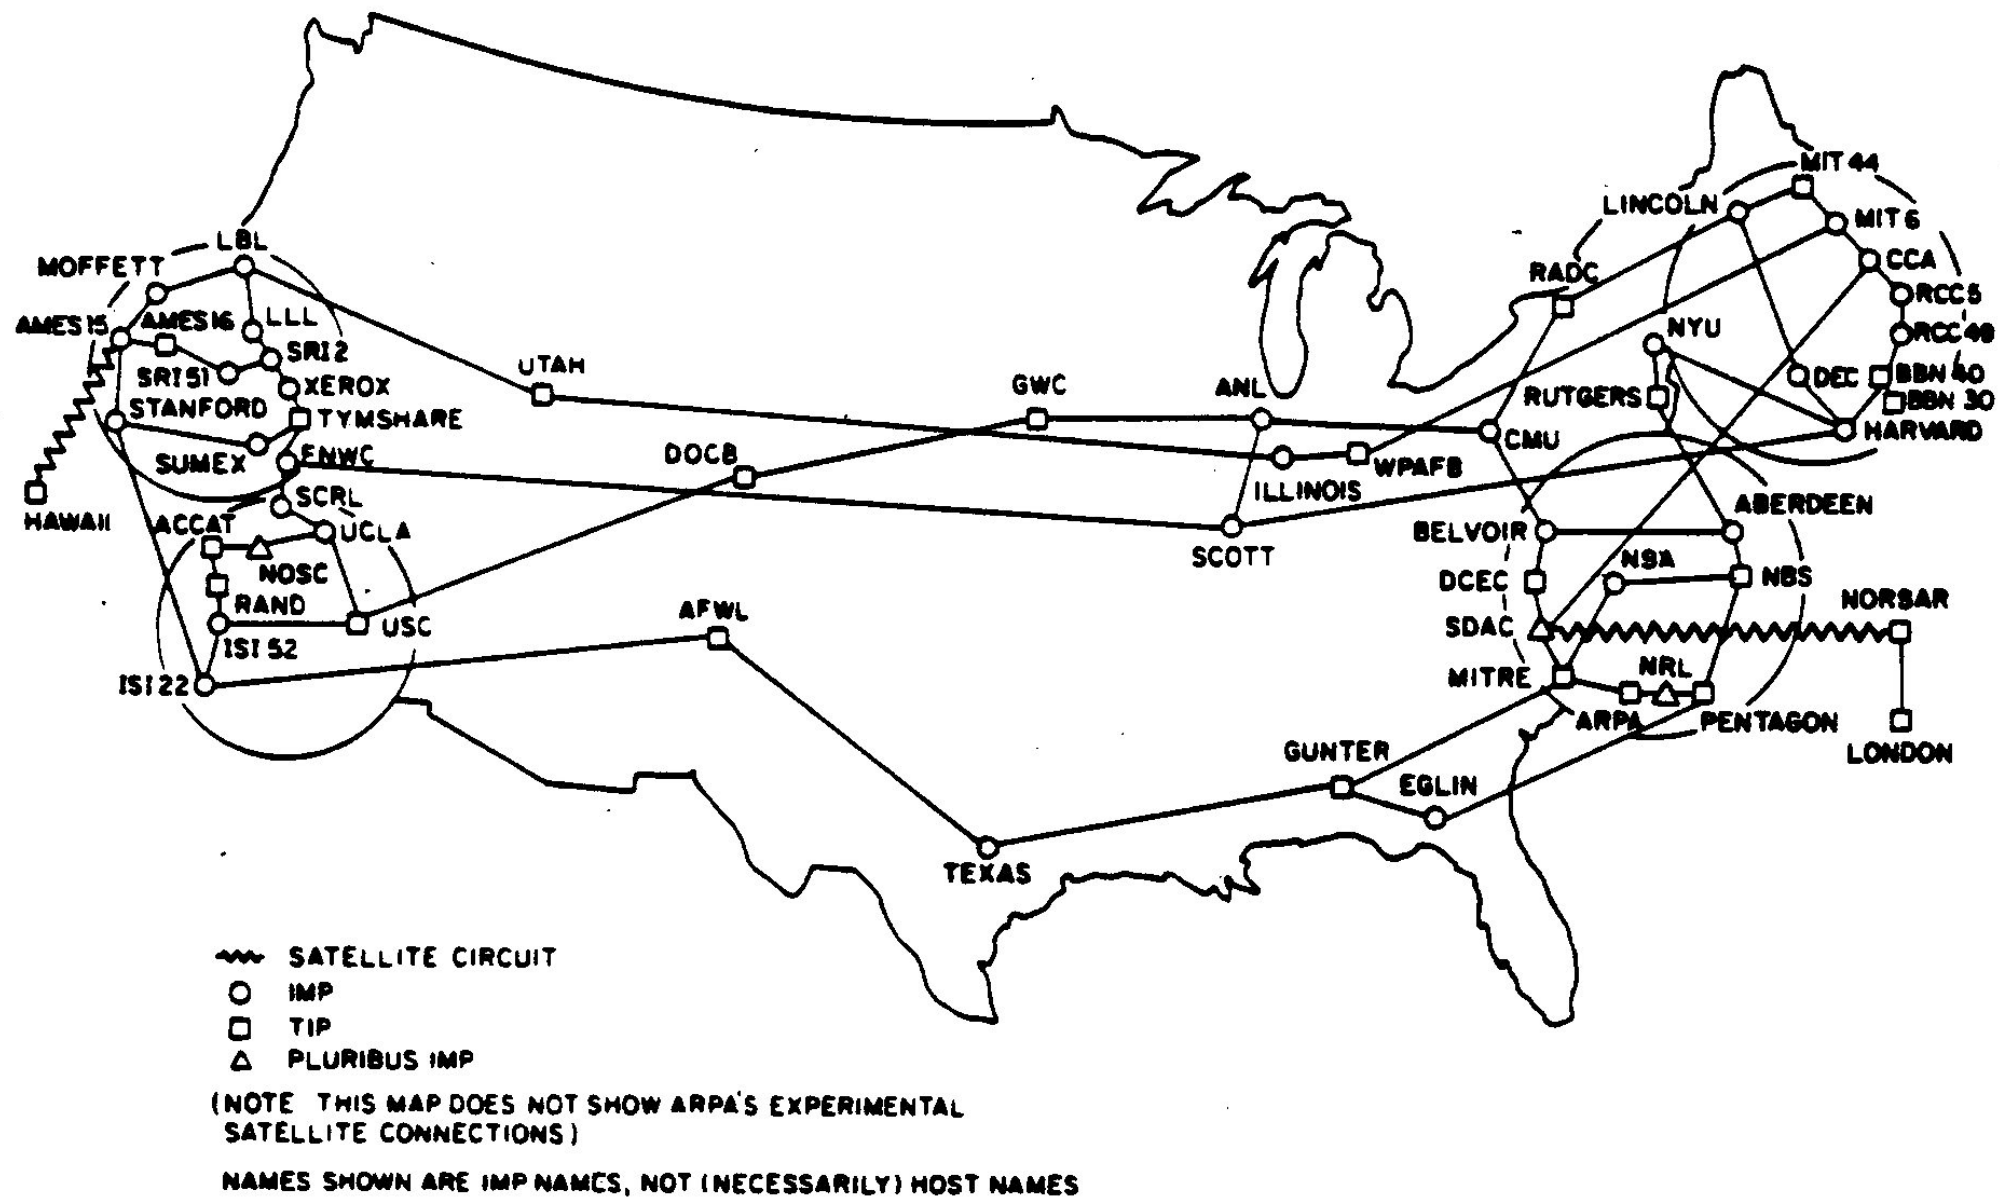 MIT 44
LINCOLN
MIT 6
LBL
MOFFETT
CCA
RADC
RCC 5
AMES 15
AMES 16
LLL
NYU
RCC 49
SRI 2
UTAH
SRI 51
XEROX
GWC
ANL
DEC
BBN 40
RUTGERS
BBN 30
STANFORD
TYMSHARE
HARVARD
CMU
SUMEX
FNWC
DOCB
WPAFB
ILLINOIS
SCRL
HAWAII
ACCAT
UCLA
ABERDEEN
BELVOIR
SCOTT
NOSC
NSA
DCEC
NBS
RAND
AFWL
NORSAR
USC
SDAC
ISI 52
ISI 22
MITRE
NRL
ARPA
PENTAGON
GUNTER
LONDON
EGLIN
TEXAS
SATELLITE CIRCUIT
IMP
TIP
PLURIBUS IMP
(NOTE THIS MAP DOES NOT SHOW ARPA'S EXPERIMENTAL
SATELLITE CONNECTIONS)
NAMES SHOWN ARE IMP NAMES, NOT (NECESSARILY) HOST NAMES